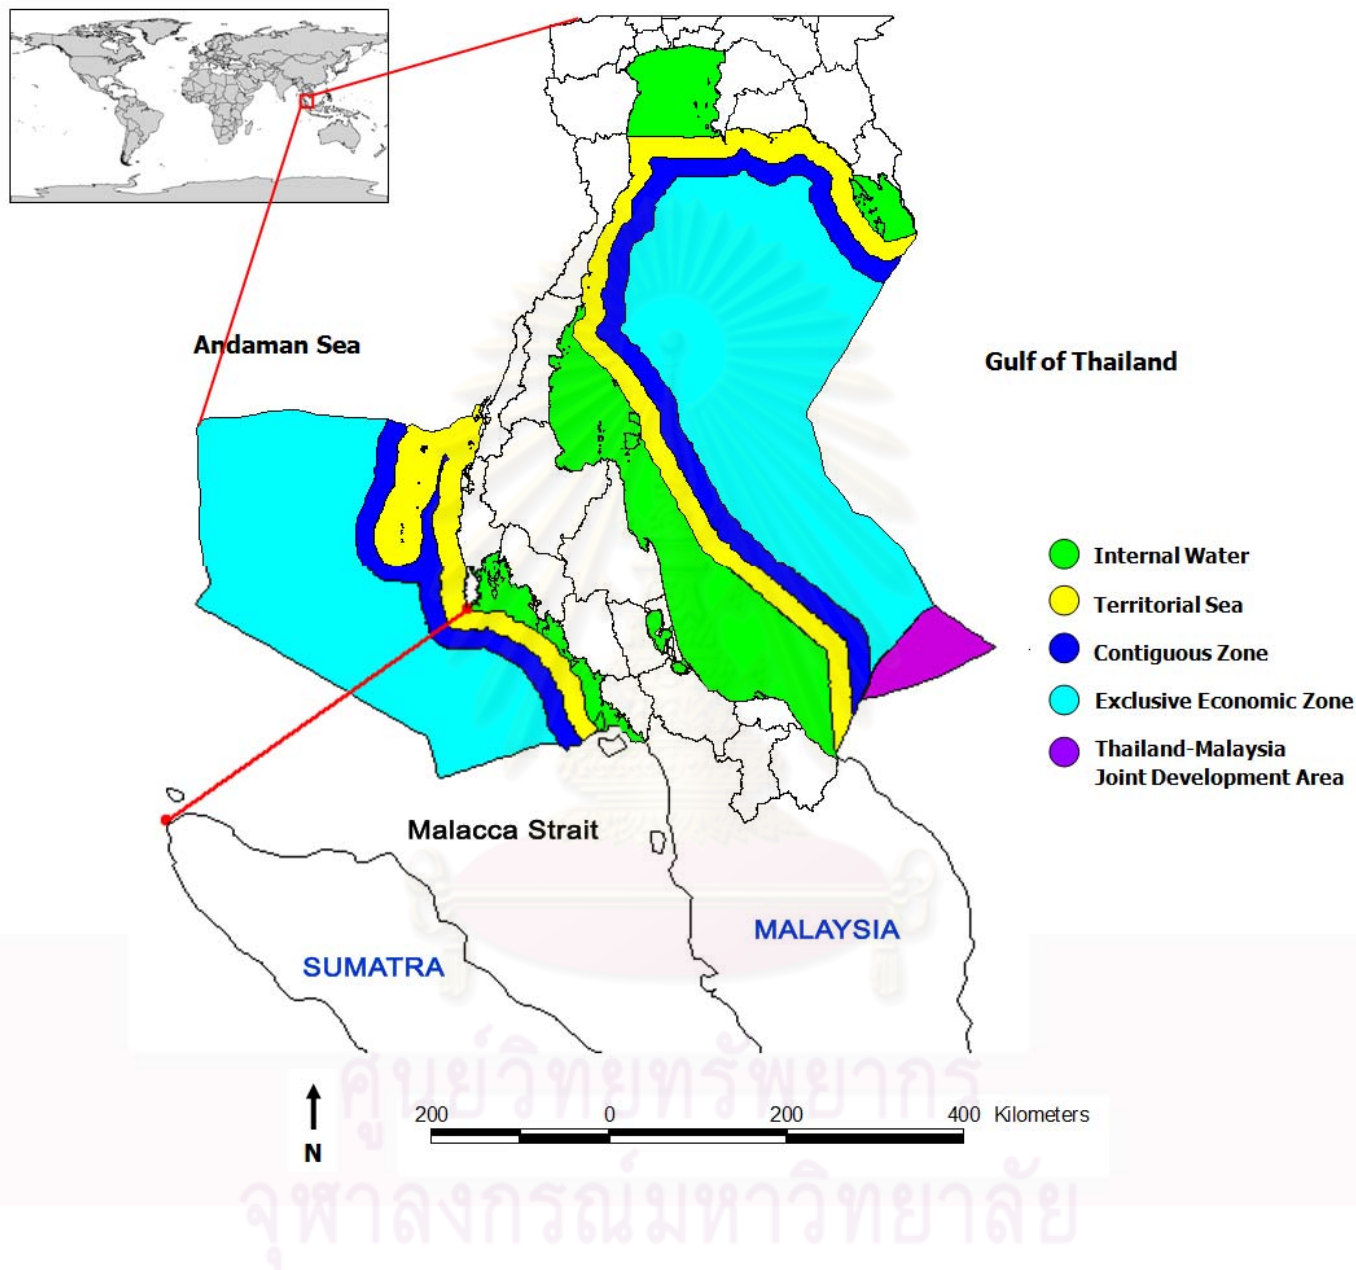 Andaman Sea
Gulf of Thailand
Internal Water
Territorial Sea
Contiguous Zone
Exclusive Economic Zone
Thailand-Malaysia
Joint Development Area
Malacca Strait
MALAYSIA
SUMATRA
ศูนย์วิทยทรัพยากร
200 0 200 400 Kilometers
N
จุฬาลงกรณ์มหาวิทยาลัย